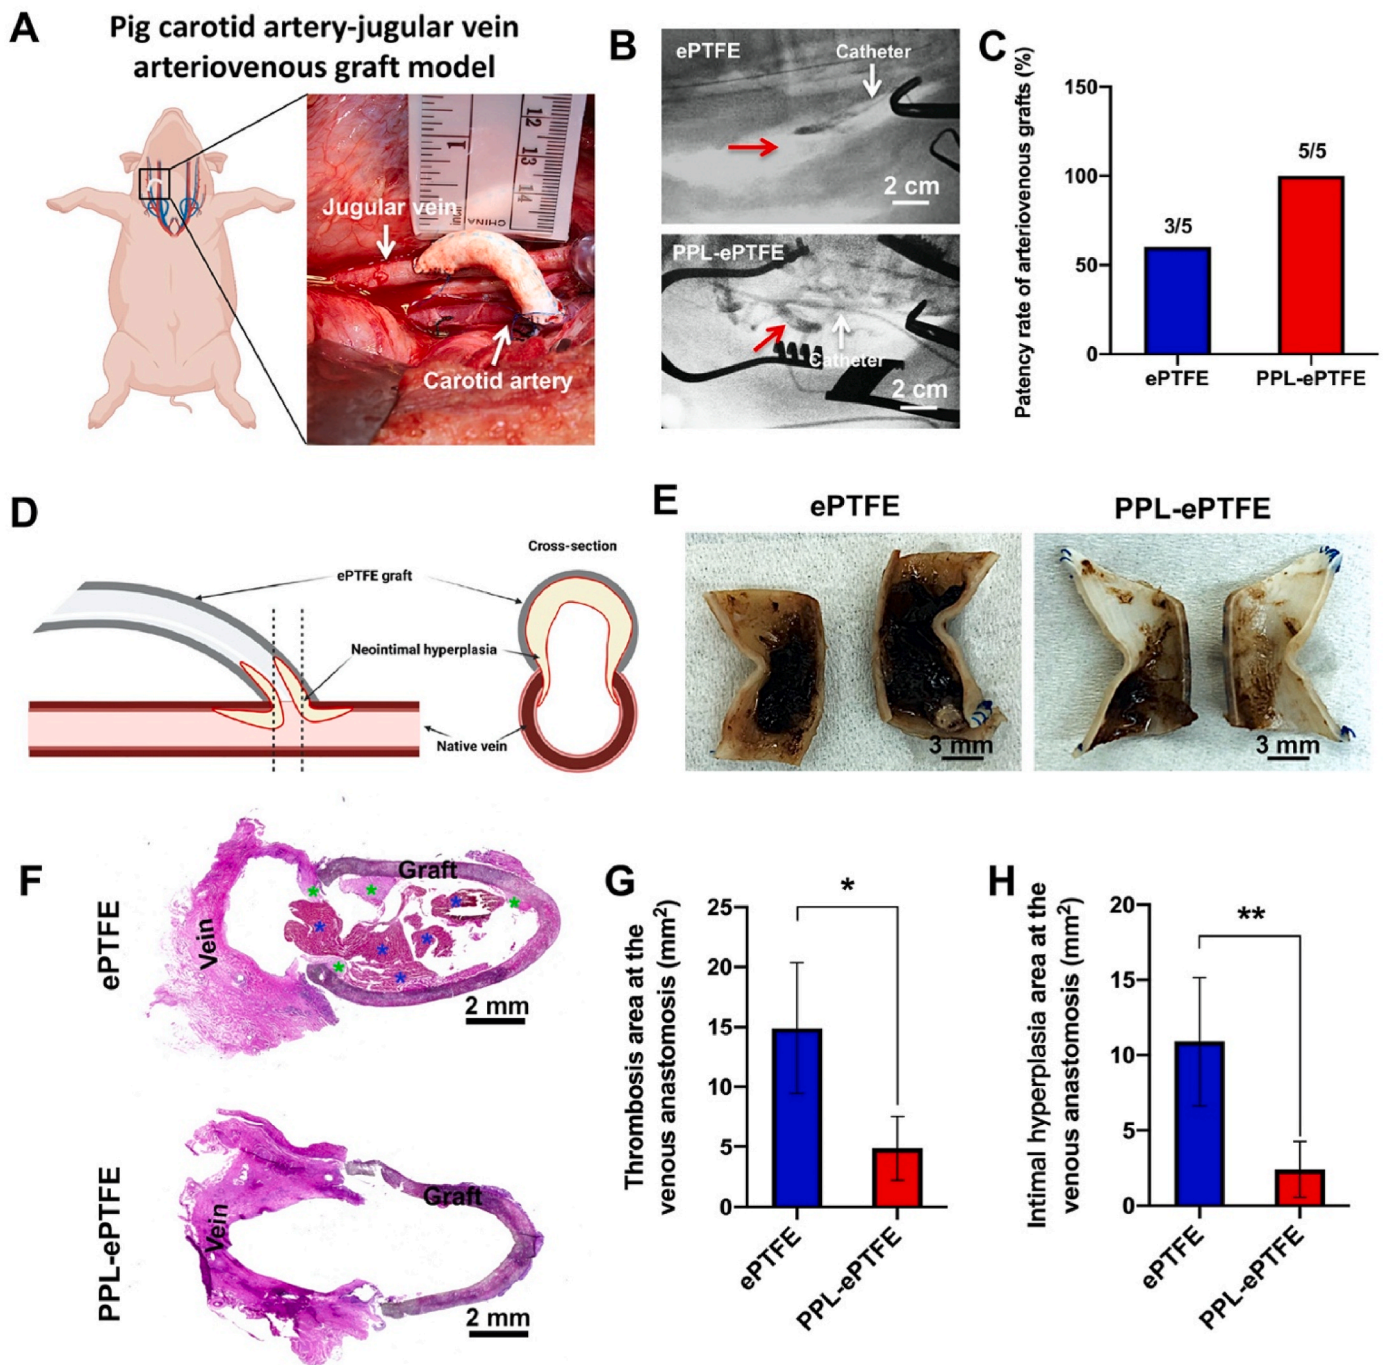 A
Pig carotid artery-jugular vein
arteriovenous graft model
1
12
13
14
CHINA
Jugular vein
Carotid artery
B
ePTFE
Catheter
2 cm
PPL-ePTFE
Catheter
2 cm
C
Patency rate of arteriovenous grafts (%)
150
100
50
0
3/5
5/5
ePTFE
PPL-ePTFE
D
Cross-section
ePTFE graft
Neointimal hyperplasia
Native vein
E
ePTFE
PPL-ePTFE
3 mm
3 mm
F
ePTFE
Vein
Graft
2 mm
PPL-ePTFE
Vein
Graft
2 mm
G
Thrombosis area at the
venous anastomosis (mm²)
25
20
15
10
5
0
*
ePTFE
PPL-ePTFE
H
Intimal hyperplasia area at the
venous anastomosis (mm²)
20
15
10
5
0
**
ePTFE
PPL-ePTFE